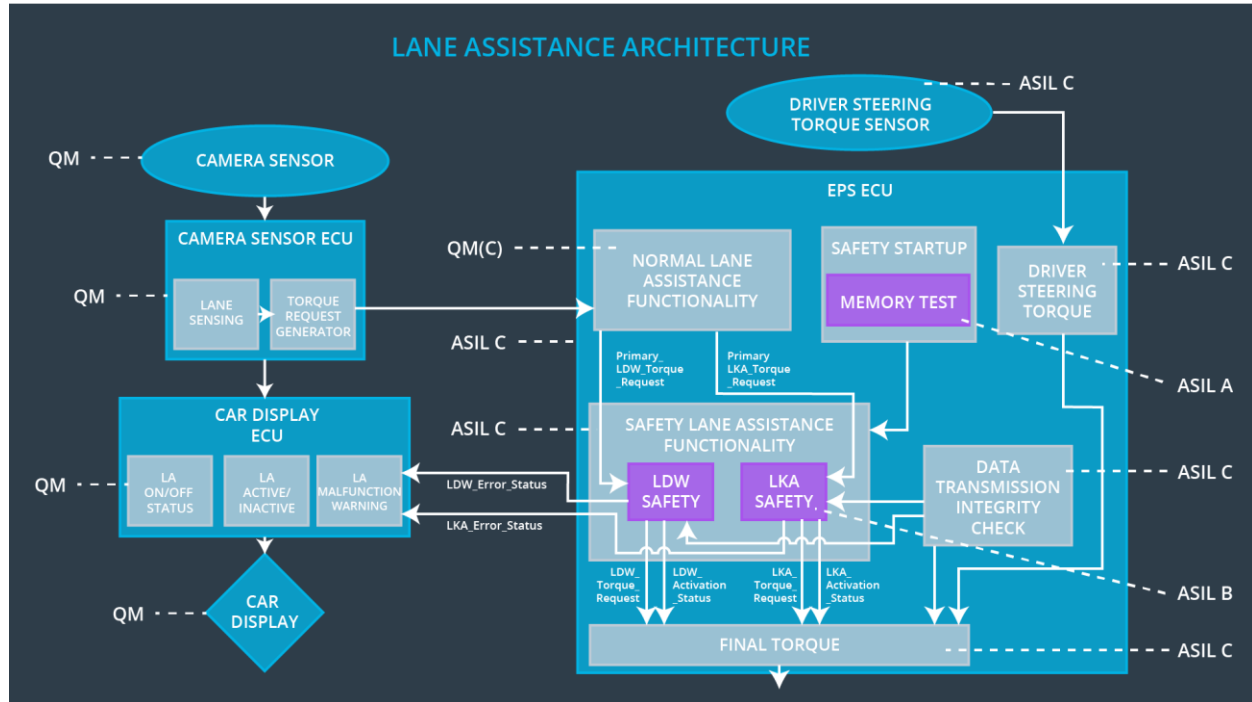 LANE ASSISTANCE ARCHITECTURE
ASIL C
DRIVER STEERING
TORQUE SENSOR
QM
CAMERA SENSOR
EPS ECU
CAMERA SENSOR ECU
QM
LANE
SENSING
TORQUE
REQUEST
GENERATOR
QM(C)
NORMAL LANE
ASSISTANCE
FUNCTIONALITY
SAFETY STARTUP
MEMORY TEST
DRIVER
STEERING
TORQUE
ASIL C
ASIL C
ASIL A
Primary_
LDW_Torque
_Request
Primary
LKA_Torque
_Request
CAR DISPLAY
ECU
QM
LA
ON/OFF
STATUS
LA
ACTIVE/
INACTIVE
LA
MALFUNCTION
WARNING
ASIL C
SAFETY LANE ASSISTANCE
FUNCTIONALITY
LDW
SAFETY
LKA
SAFETY
DATA
TRANSMISSION
INTEGRITY
CHECK
ASIL C
LDW_Error_Status
LKA_Error_Status
LDW_
Torque_
Request
LDW_
Activation
_Status
LKA_
Torque_
Request
LKA_
Activation
_Status
ASIL B
QM
CAR
DISPLAY
FINAL TORQUE
ASIL C